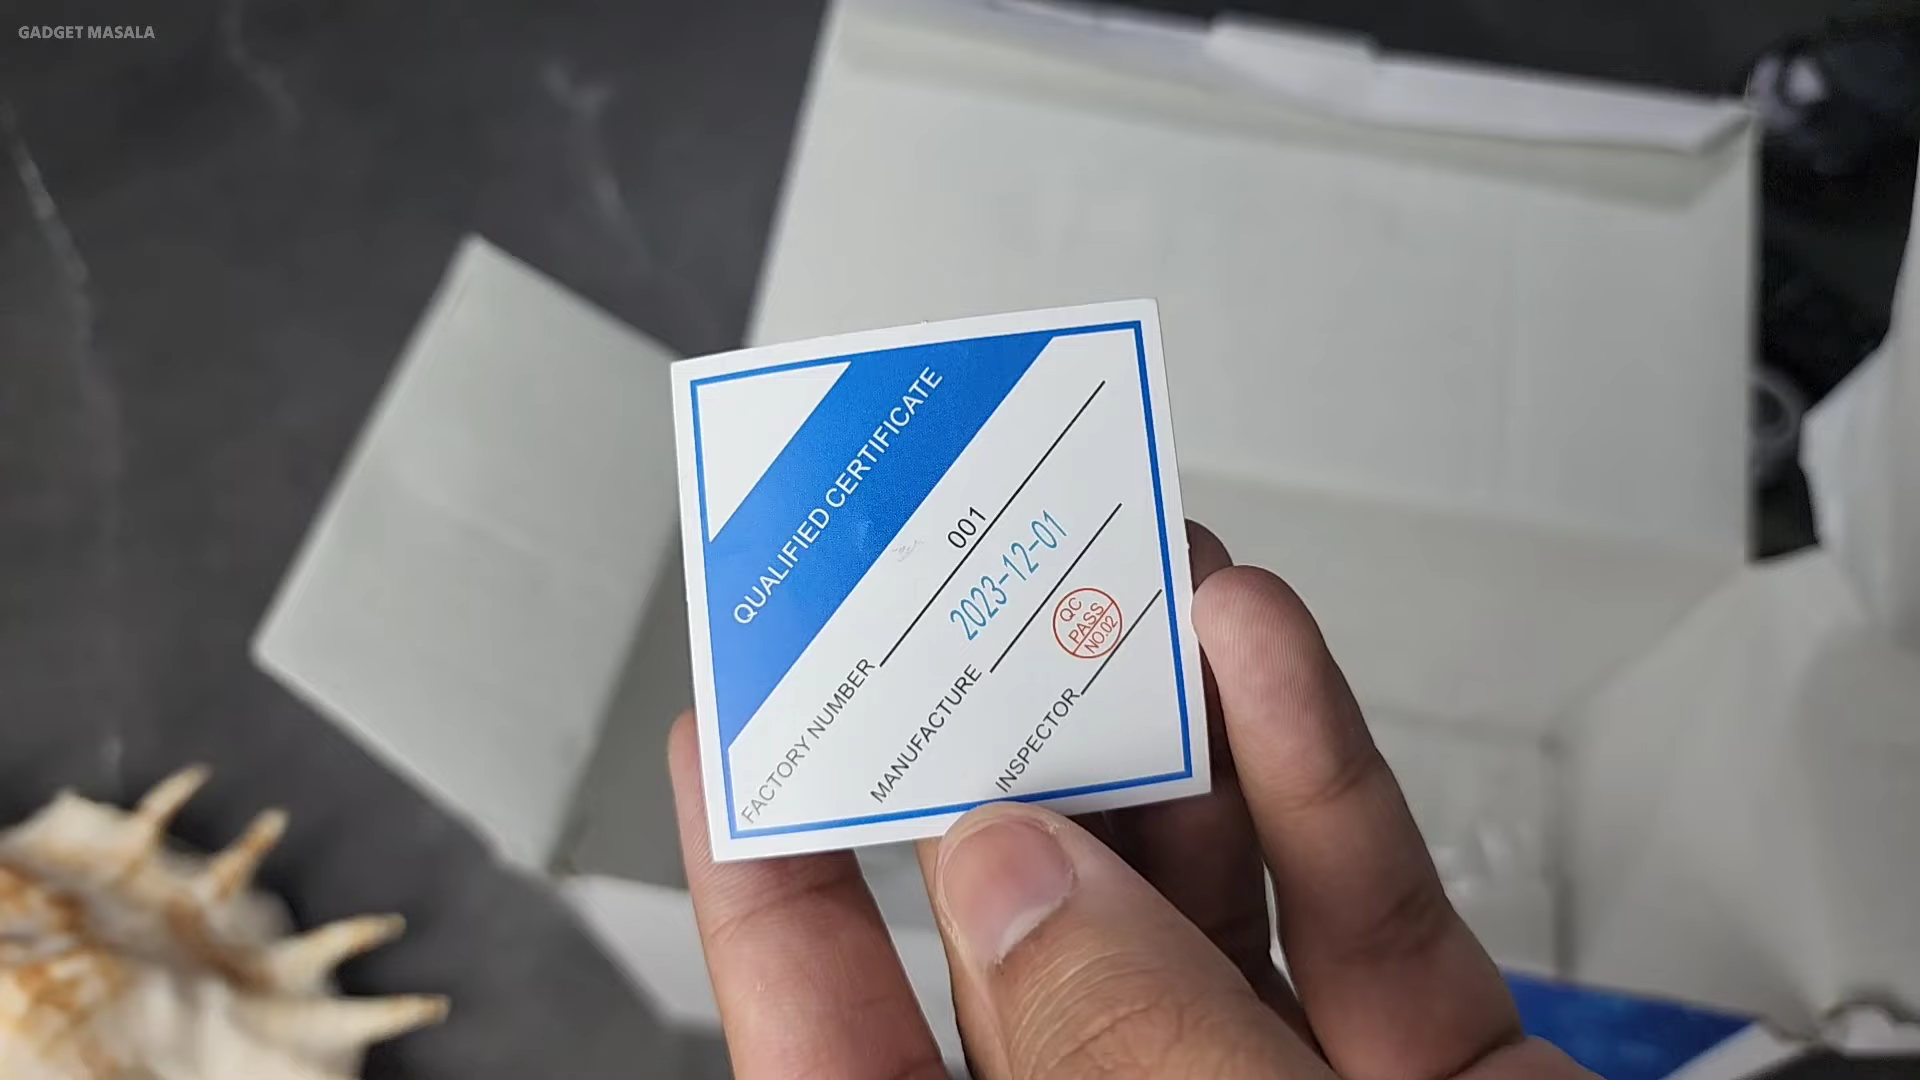 GADGET MASALA
QUALIFIED CERTIFICATE
FACTORY NUMBER 001
MANUFACTURE 2023-12-01
INSPECTOR
QC
PASS
NO.02